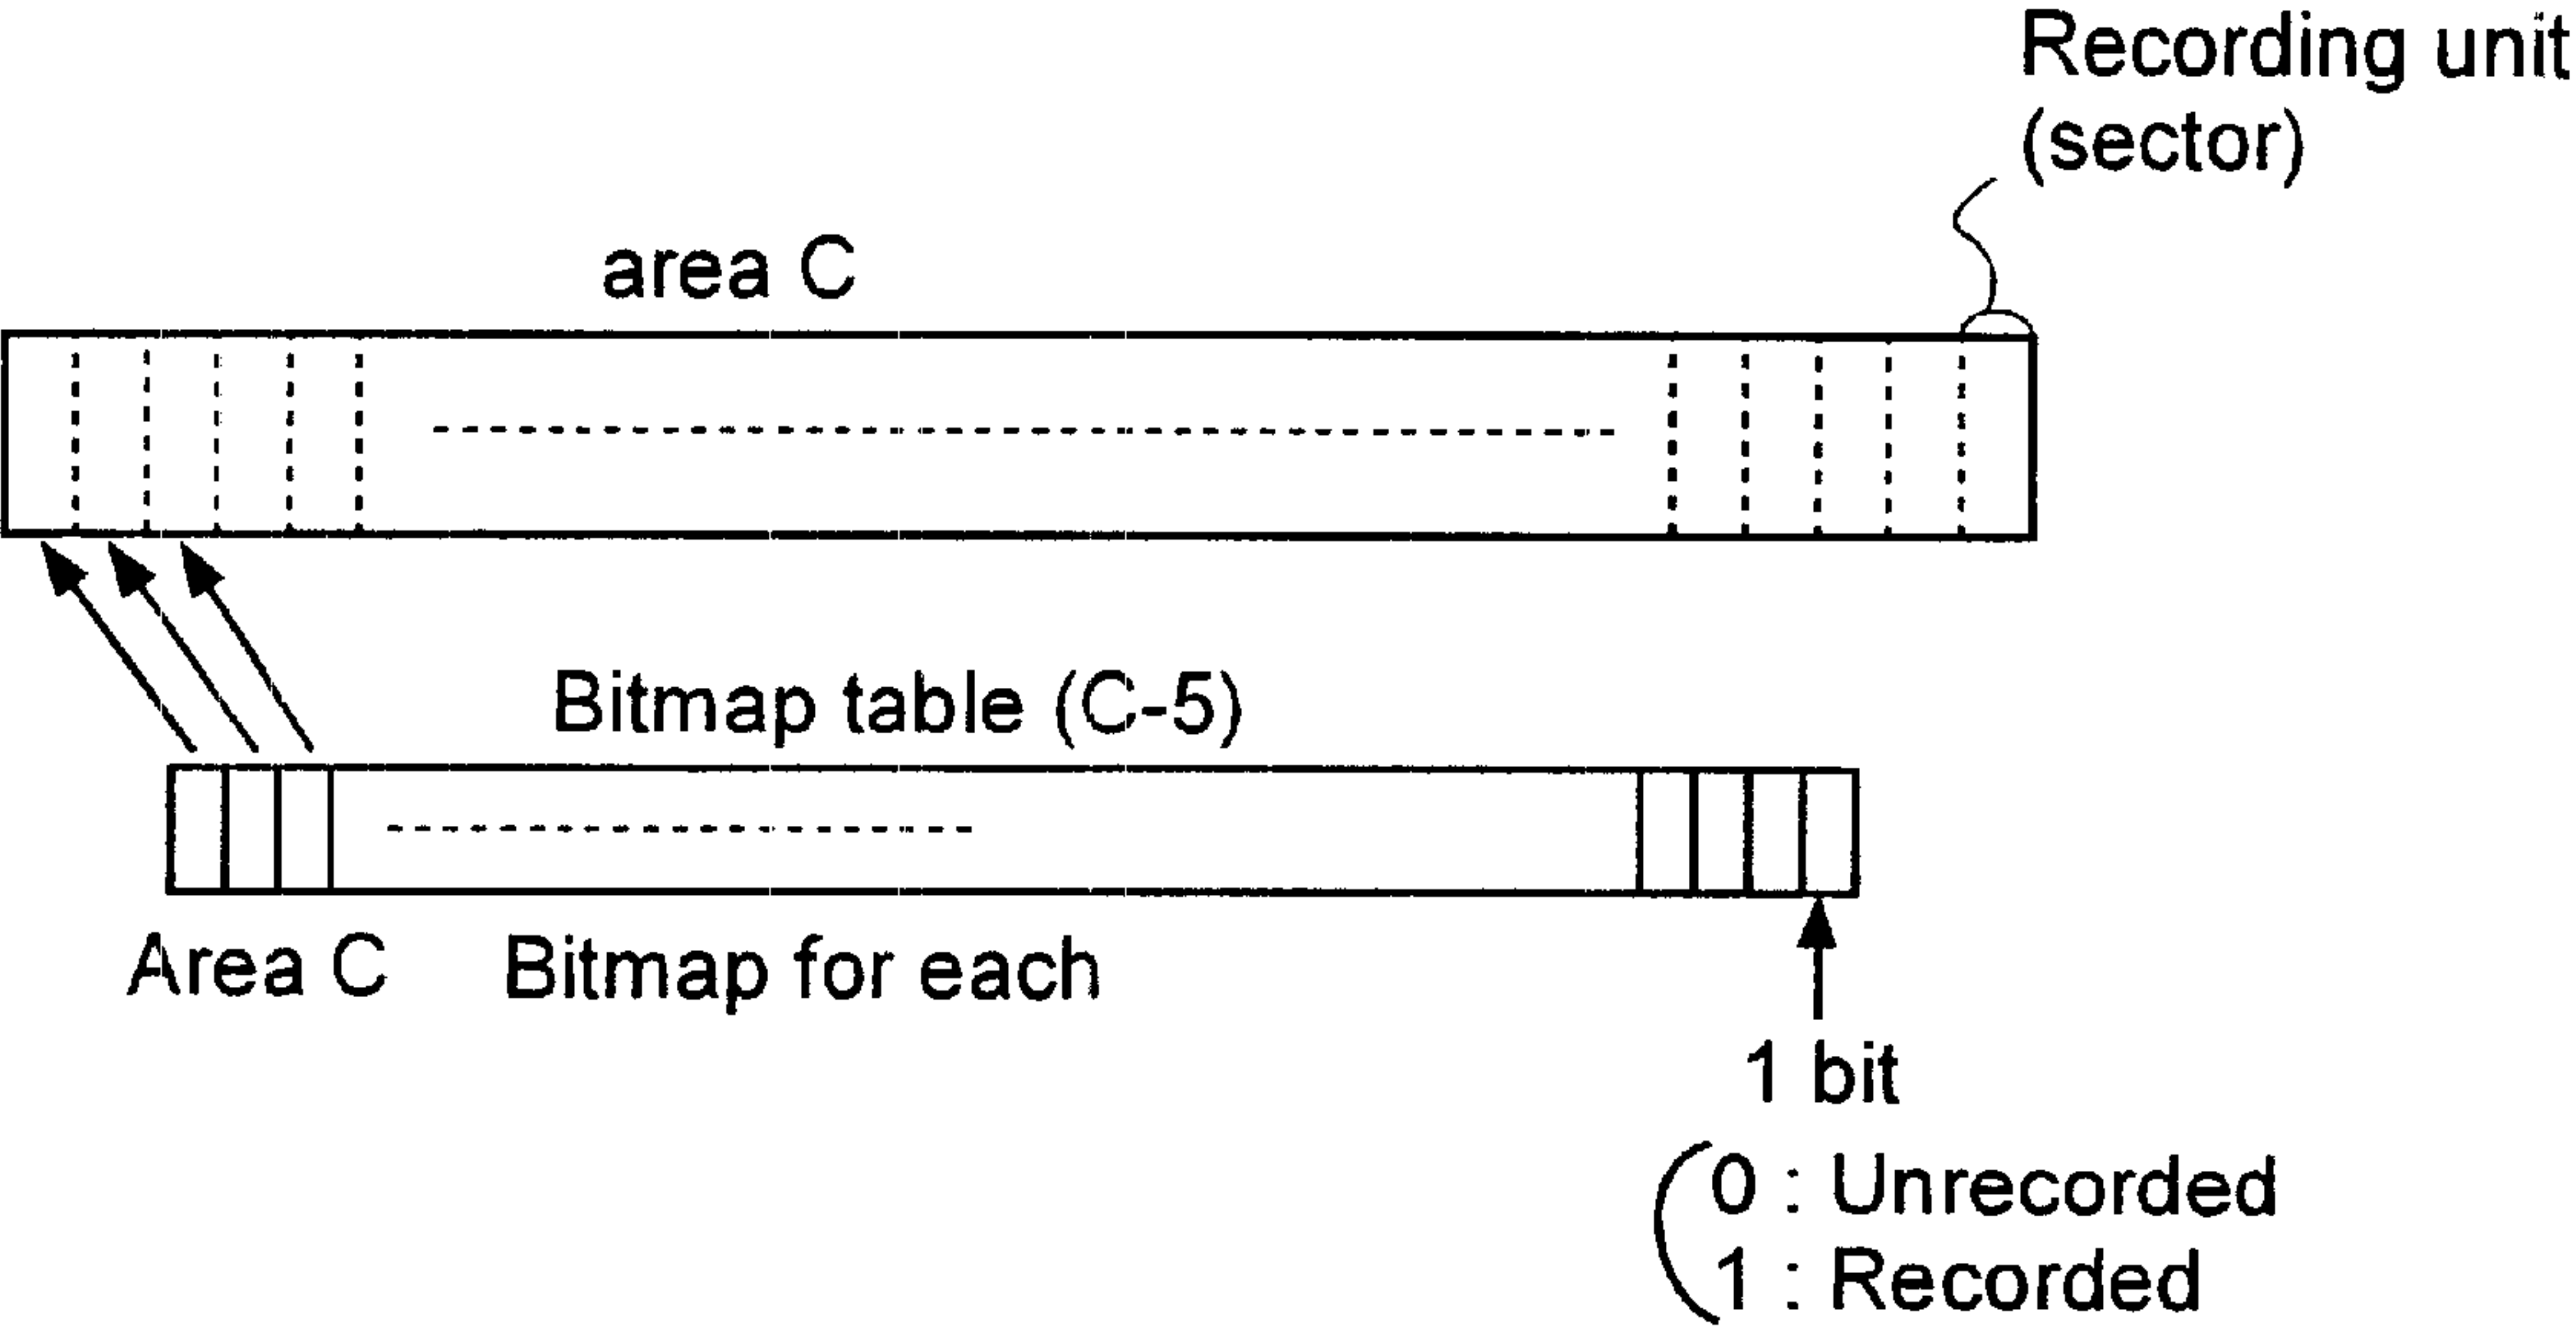 Recording unit
(sector)
area C
Bitmap table (C-5)
Area C Bitmap for each
1 bit
0 : Unrecorded
1 : Recorded